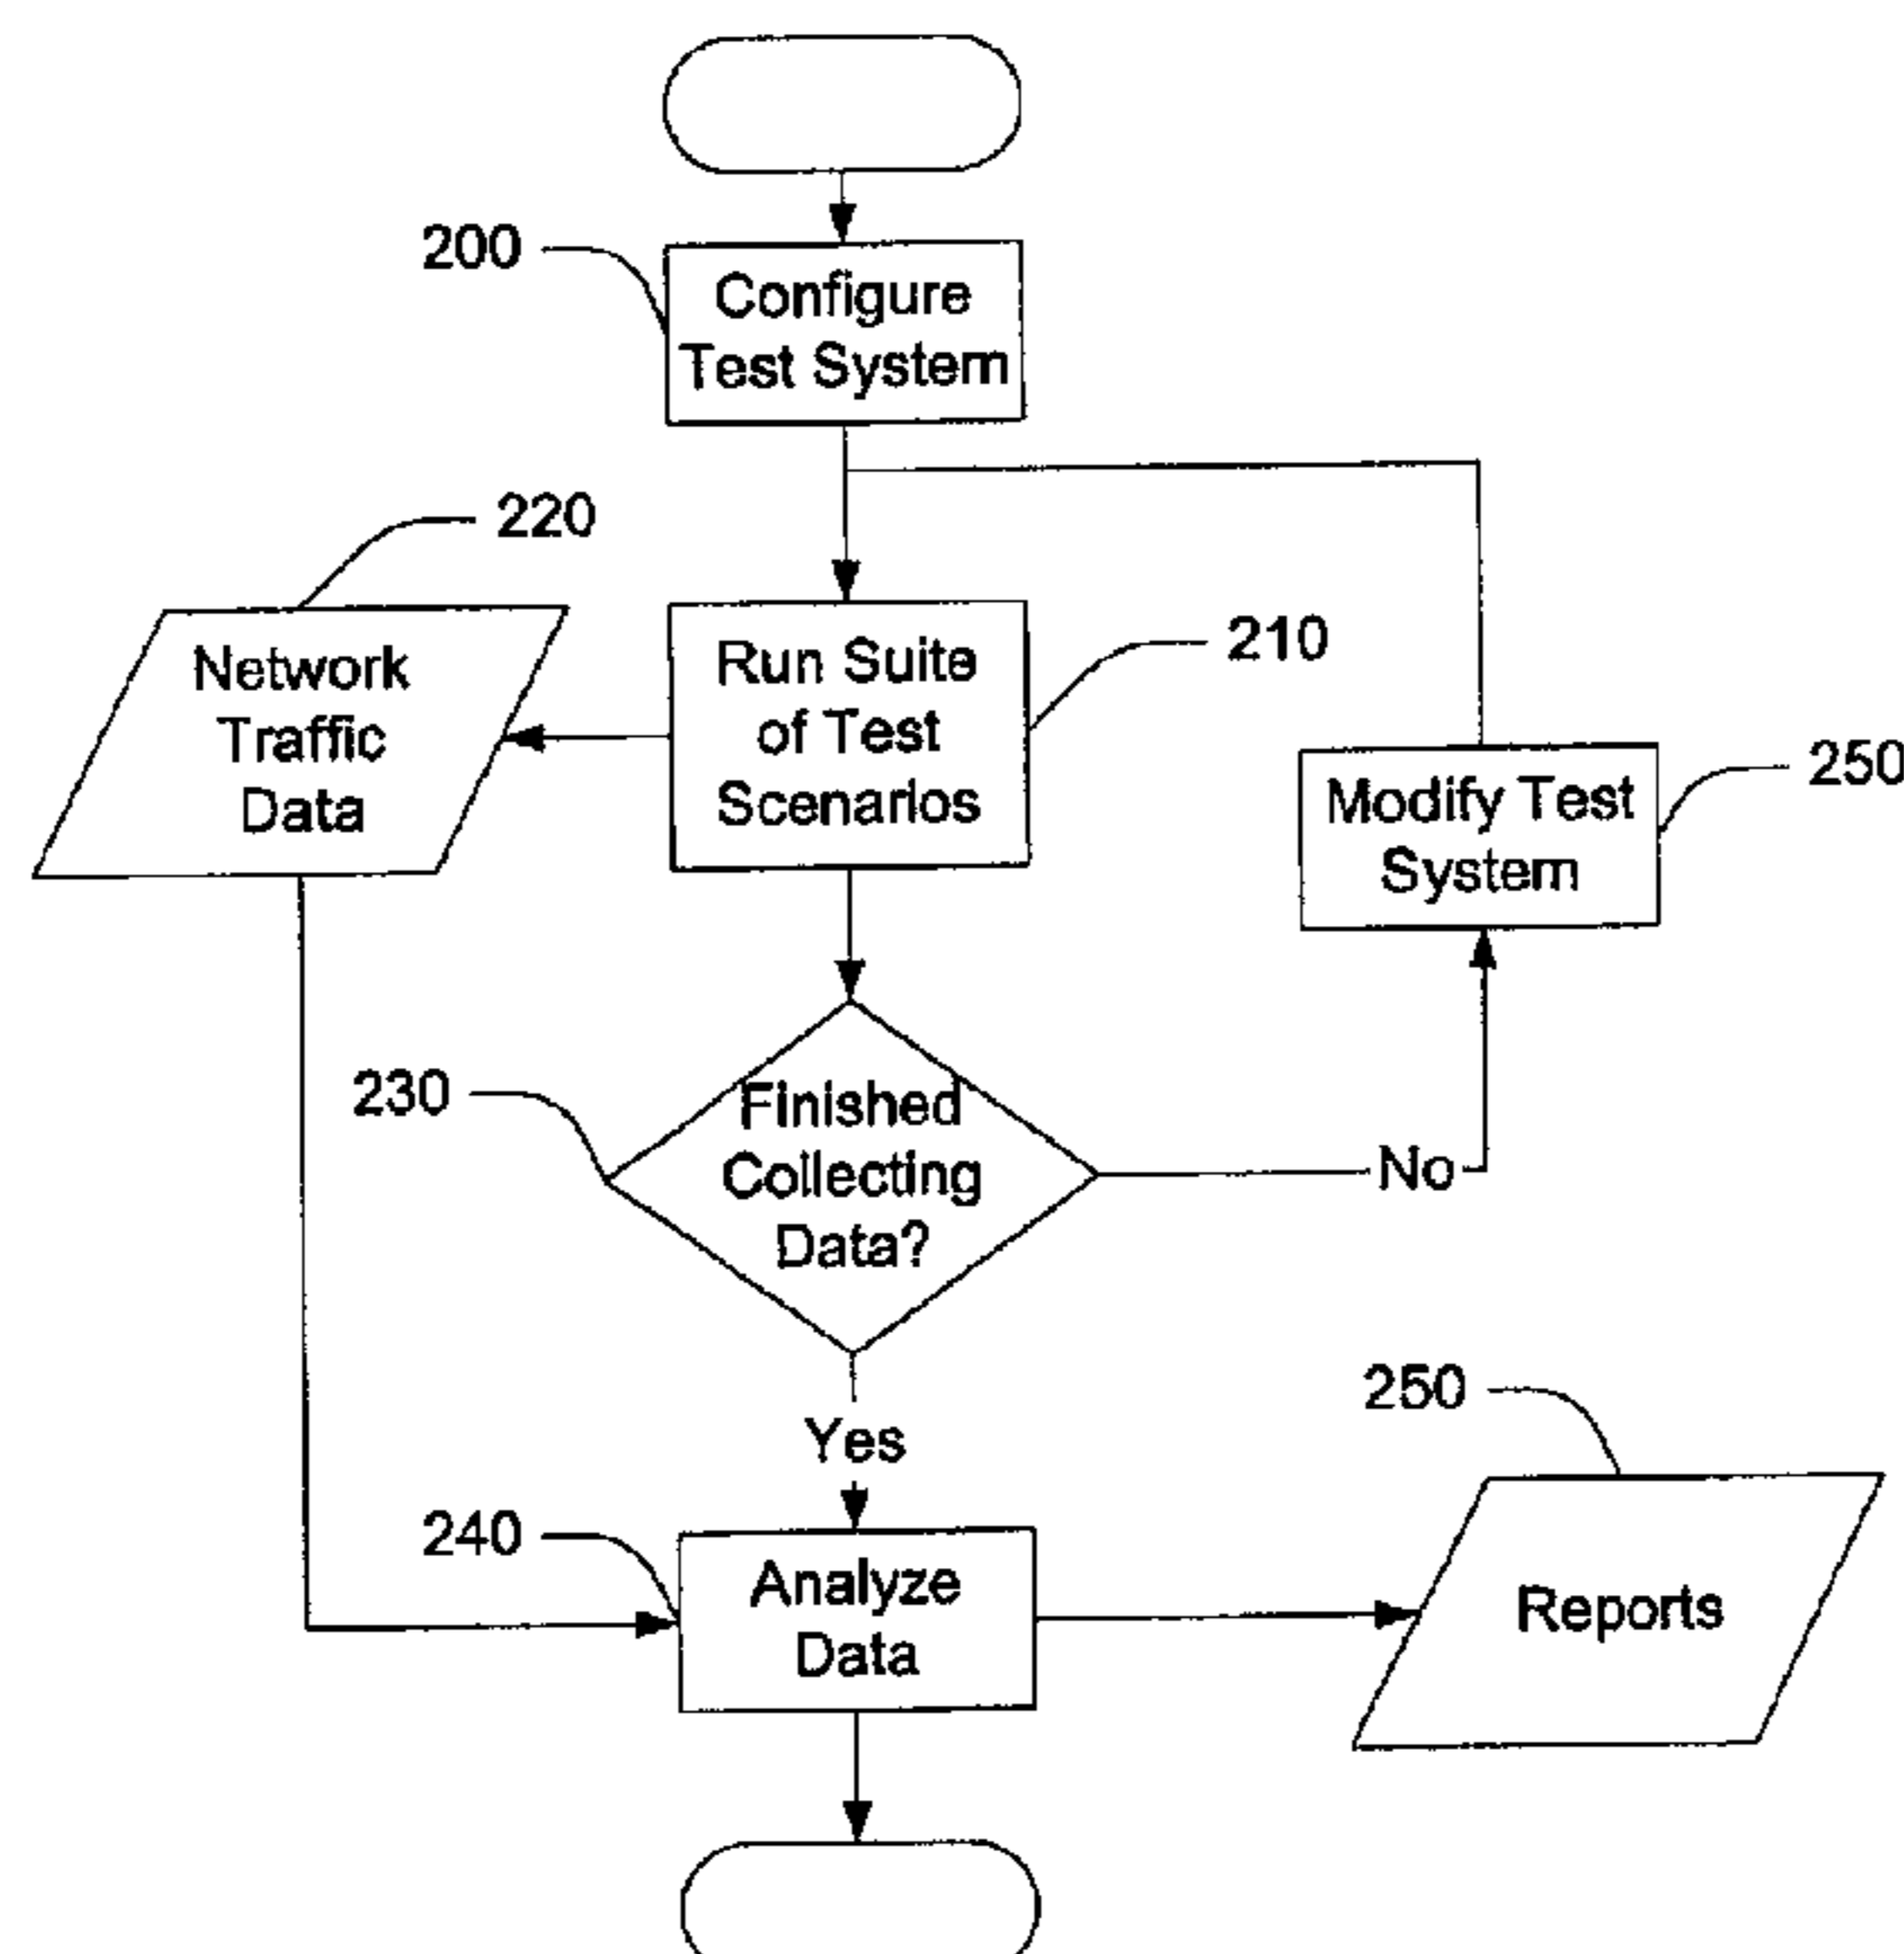 200
Configure
Test System
220
Network
Traffic
Data
Run Suite
of Test
Scenarios
210
Modify Test
System
250
230
Finished
Collecting
Data?
No
Yes
250
240
Analyze
Data
Reports